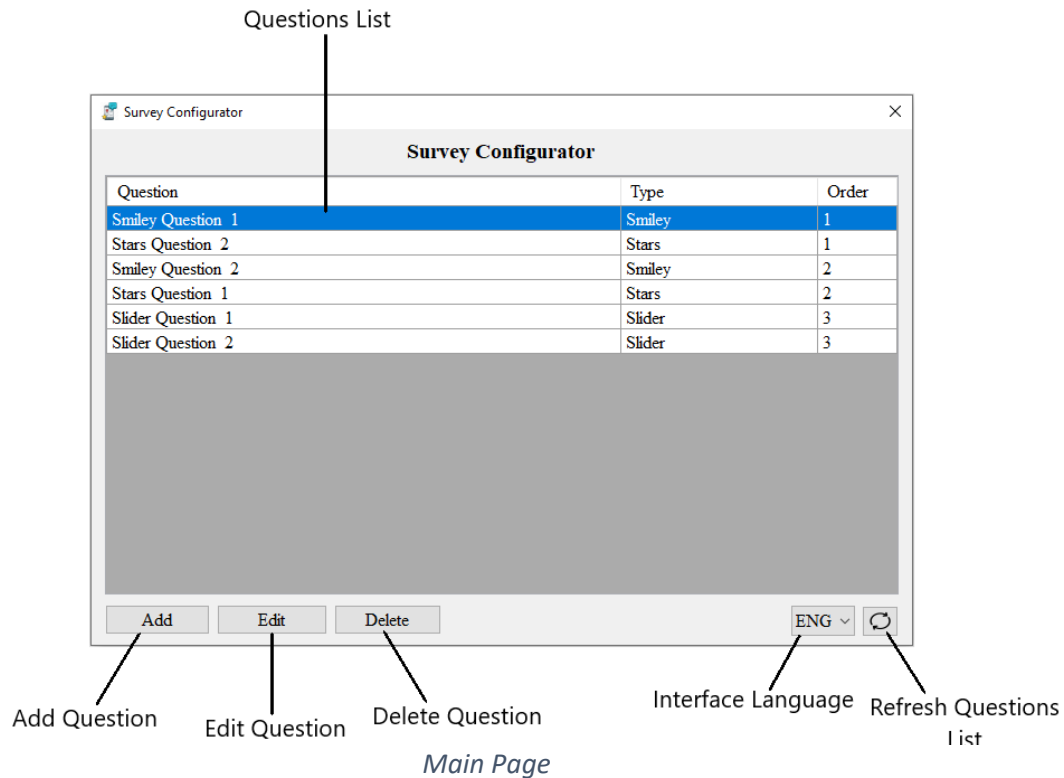 Questions List
Survey Configurator
Survey Configurator
Question Type Order
Smiley Question 1 Smiley 1
Stars Question 2 Stars 1
Smiley Question 2 Smiley 2
Stars Question 1 Stars 2
Slider Question 1 Slider 3
Slider Question 2 Slider 3
Add Edit Delete ENG
Add Question Edit Question Delete Question Interface Language Refresh Questions
List
Main Page